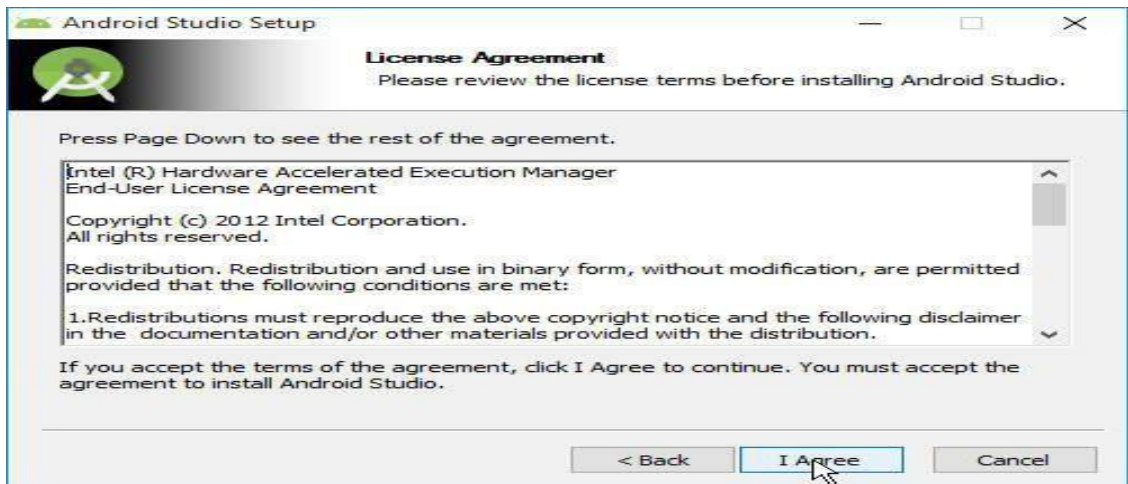 Android Studio Setup
License Agreement
Please review the license terms before installing Android Studio.
Press Page Down to see the rest of the agreement.
Intel (R) Hardware Accelerated Execution Manager
End-User License Agreement
Copyright (c) 2012 Intel Corporation.
All rights reserved.
Redistribution. Redistribution and use in binary form, without modification, are permitted
provided that the following conditions are met:
1.Redistributions must reproduce the above copyright notice and the following disclaimer
in the documentation and/or other materials provided with the distribution.
If you accept the terms of the agreement, click I Agree to continue. You must accept the
agreement to install Android Studio.
< Back I Agree Cancel